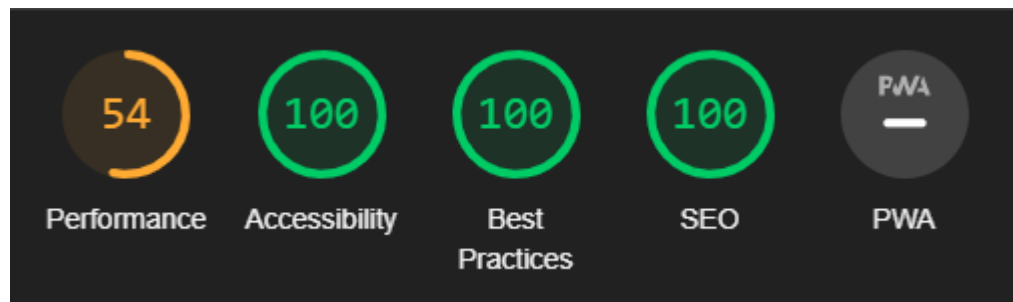 54
100
100
100
PWA
Performance
Accessibility
Best
Practices
SEO
PWA